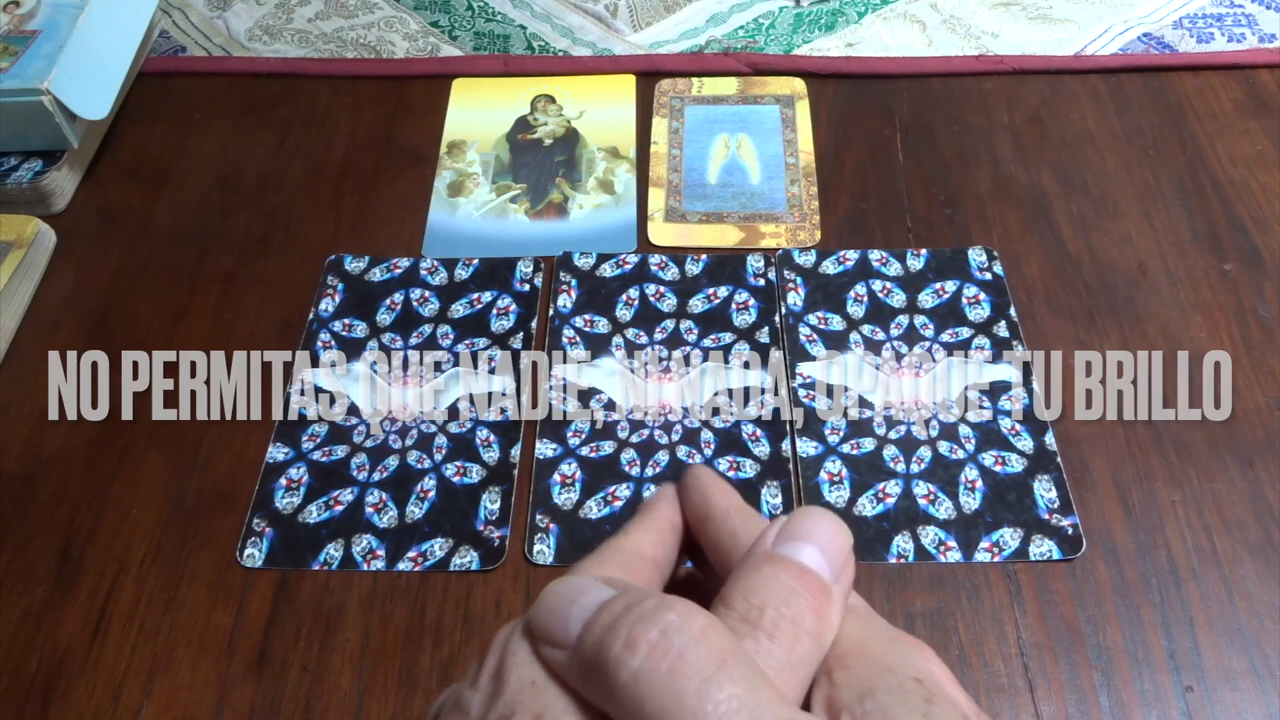 NO PERMITAS QUE NADIE, NI NADA, OPAQUE TU BRILLO